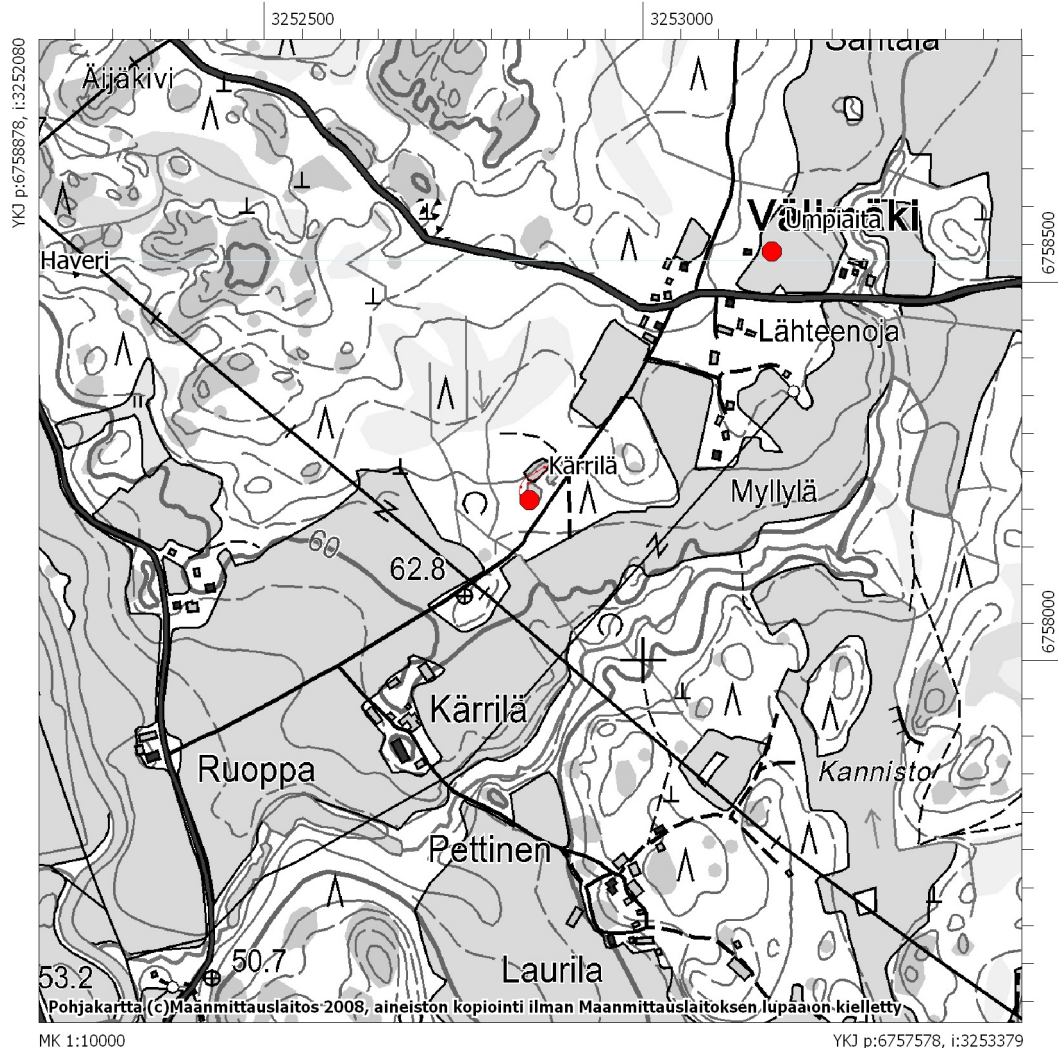 3252500
3253000
YKJ p:6758878, i:3252080
Santala
Äijäkivi
Umpiaita
6758500
Haveri
Lähteenoja
Kärrilä
Myllylä
60
62.8
6758000
Kärrilä
Ruoppa
Kannisto
Pettinen
50.7
Laurila
53.2
Pohjakartta (c)Maanmittauslaitos 2008, aineiston kopiointi ilman Maanmittauslaitoksen lupaa on kielletty
MK 1:10000
YKJ p:6757578, i:3253379